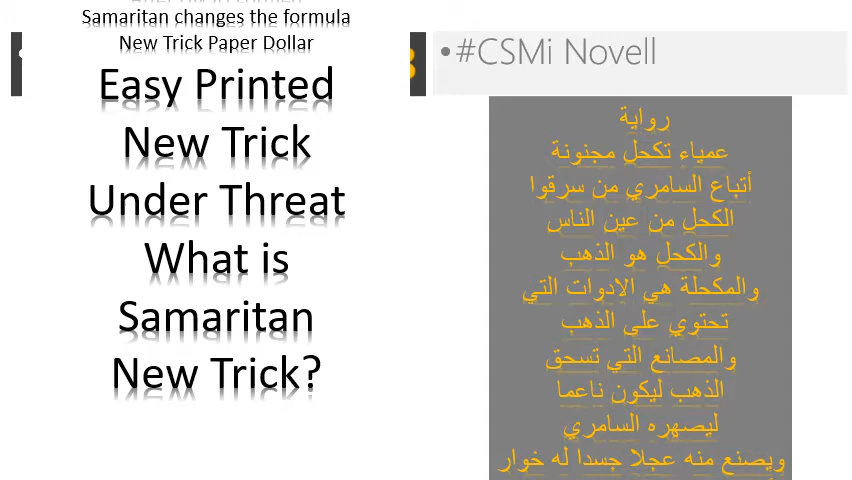 Samaritan changes the formula
New Trick Paper Dollar
Easy Printed
New Trick
Under Threat
What is
Samaritan
New Trick?
• #CSMi Novell
رواية
عمياء تكحل مجنونة
أتباع السامري من سرقوا
الكحل من عين الناس
والكحل هو الذهب
والمكحلة هي الادوات التي
تحتوي على الذهب
والمصانع التي تسحق
الذهب ليكون ناعما
ليصهره السامري
ويصنع منه عجلا جسدا له خوار